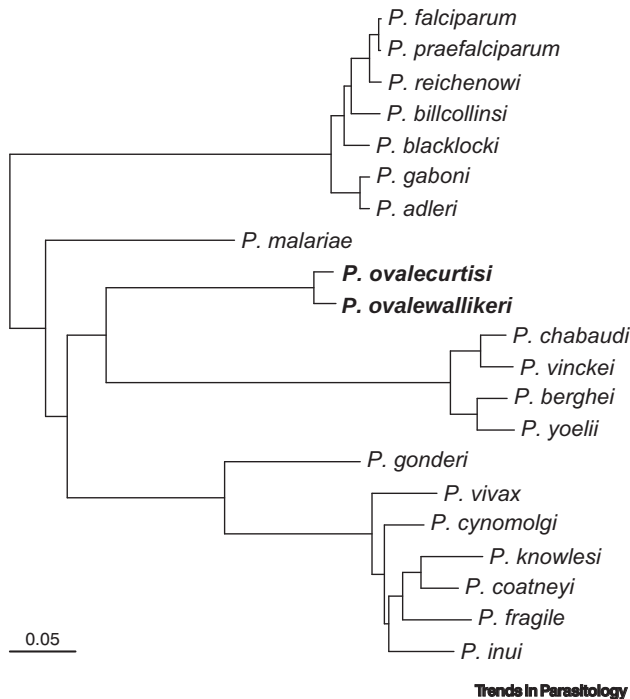 P. falciparum
P. praefalciparum
P. reichenowi
P. billcollinsi
P. blacklocki
P. gaboni
P. adleri
P. malariae
P. ovalecurtisi
P. ovalewallikeri
P. chabaudi
P. vinckei
P. berghei
P. yoelii
P. gonderi
P. vivax
P. cynomolgi
P. knowlesi
P. coatneyi
P. fragile
P. inui
0.05
Trends in Parasitology